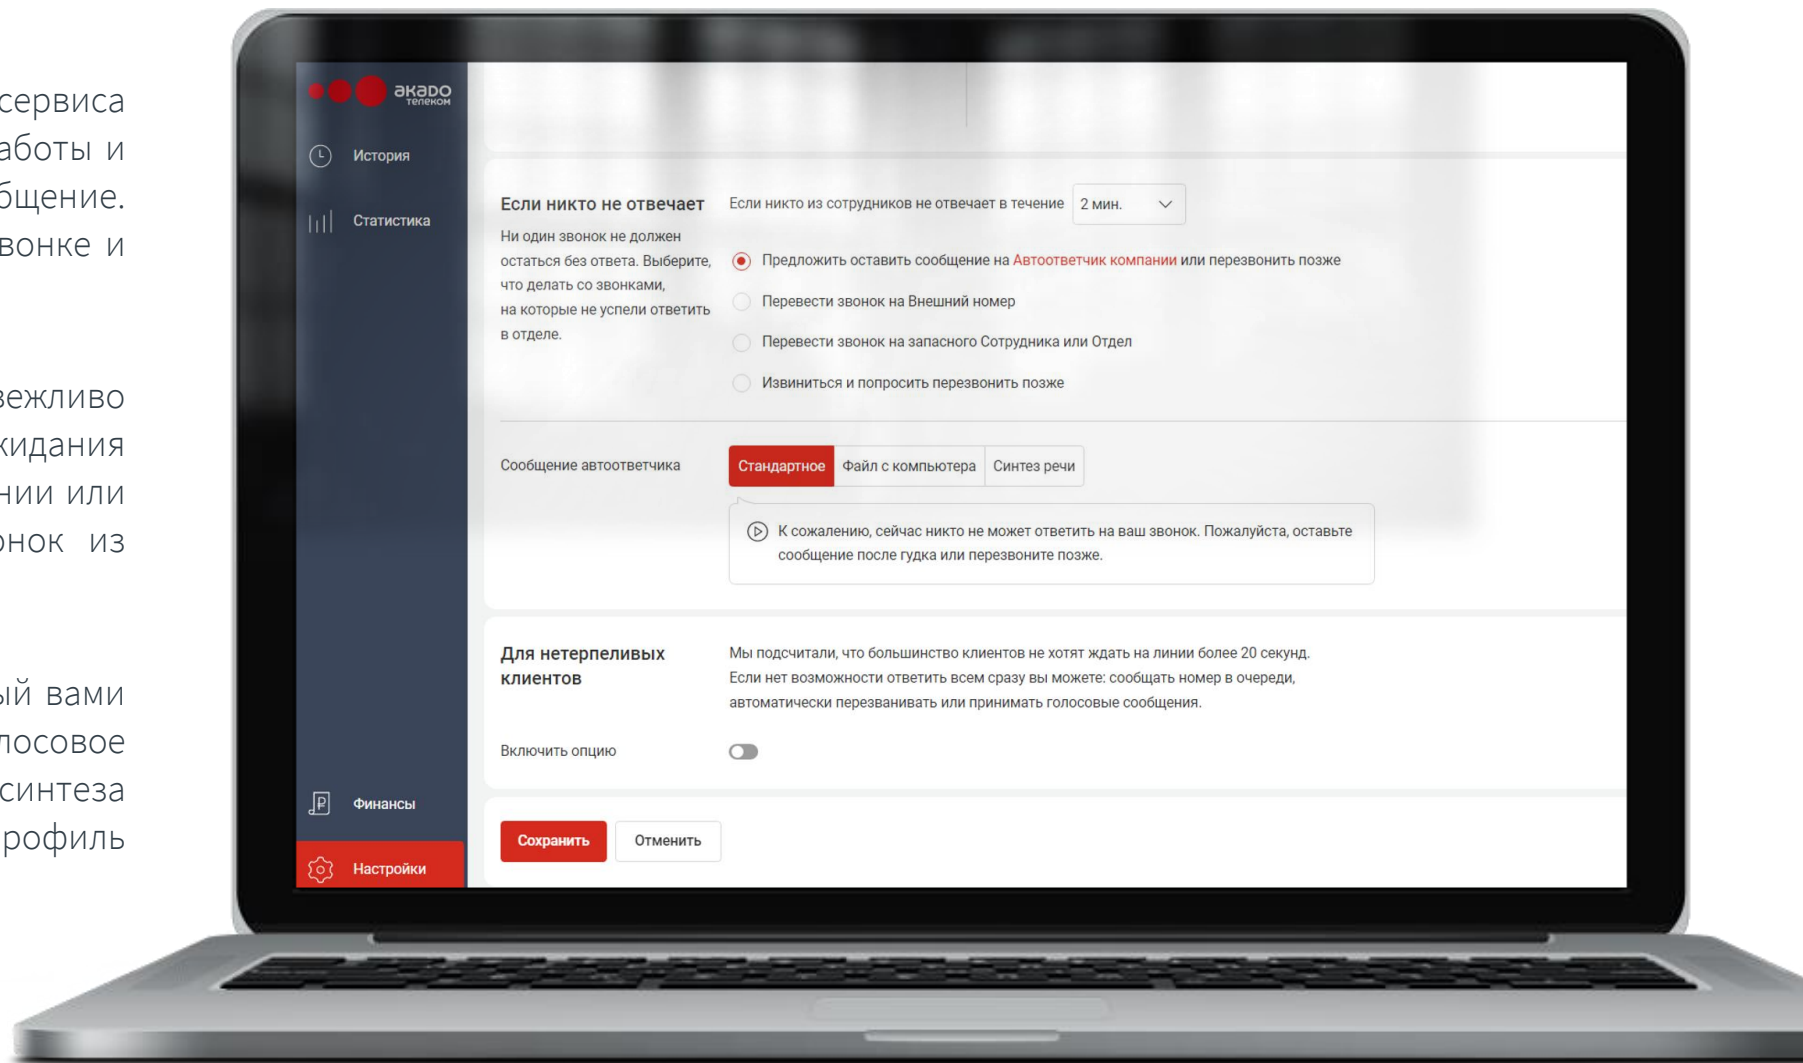 сервиса
аботы и
бщение.
вонке и
вежливо
жидания
нии или
онок из
ый вами
лосовое
синтеза
рофиль
акадо
телеком
История
Статистика
Финансы
Настройки
Если никто не отвечает
Ни один звонок не должен
остаться без ответа. Выберите,
что делать со звонками,
на которые не успели ответить
в отделе.
Если никто из сотрудников не отвечает в течение 2 мин.
Предложить оставить сообщение на Автоответчик компании или перезвонить позже
Перевести звонок на Внешний номер
Перевести звонок на запасного Сотрудника или Отдел
Извиниться и попросить перезвонить позже
Сообщение автоответчика
Стандартное Файл с компьютера Синтез речи
К сожалению, сейчас никто не может ответить на ваш звонок. Пожалуйста, оставьте
сообщение после гудка или перезвоните позже.
Для нетерпеливых
клиентов
Мы подсчитали, что большинство клиентов не хотят ждать на линии более 20 секунд.
Если нет возможности ответить всем сразу вы можете: сообщать номер в очереди,
автоматически перезванивать или принимать голосовые сообщения.
Включить опцию
Сохранить Отменить